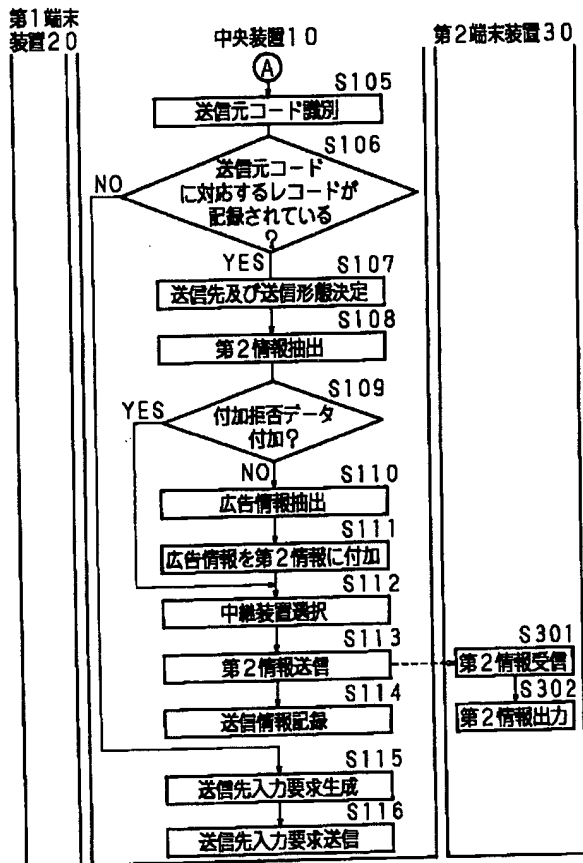 第1端末
装置20
中央装置10
第2端末装置30
A
S105
送信元コード識別
S106
送信元コード
に対応するレコードが
記録されている
?
NO
YES
S107
送信先及び送信形態決定
S108
第2情報抽出
S109
付加拒否データ
付加?
YES
NO
S110
広告情報抽出
S111
広告情報を第2情報に付加
S112
中継装置選択
S113
第2情報送信
S301
第2情報受信
S114
送信情報記録
S302
第2情報出力
S115
送信先入力要求生成
S116
送信先入力要求送信